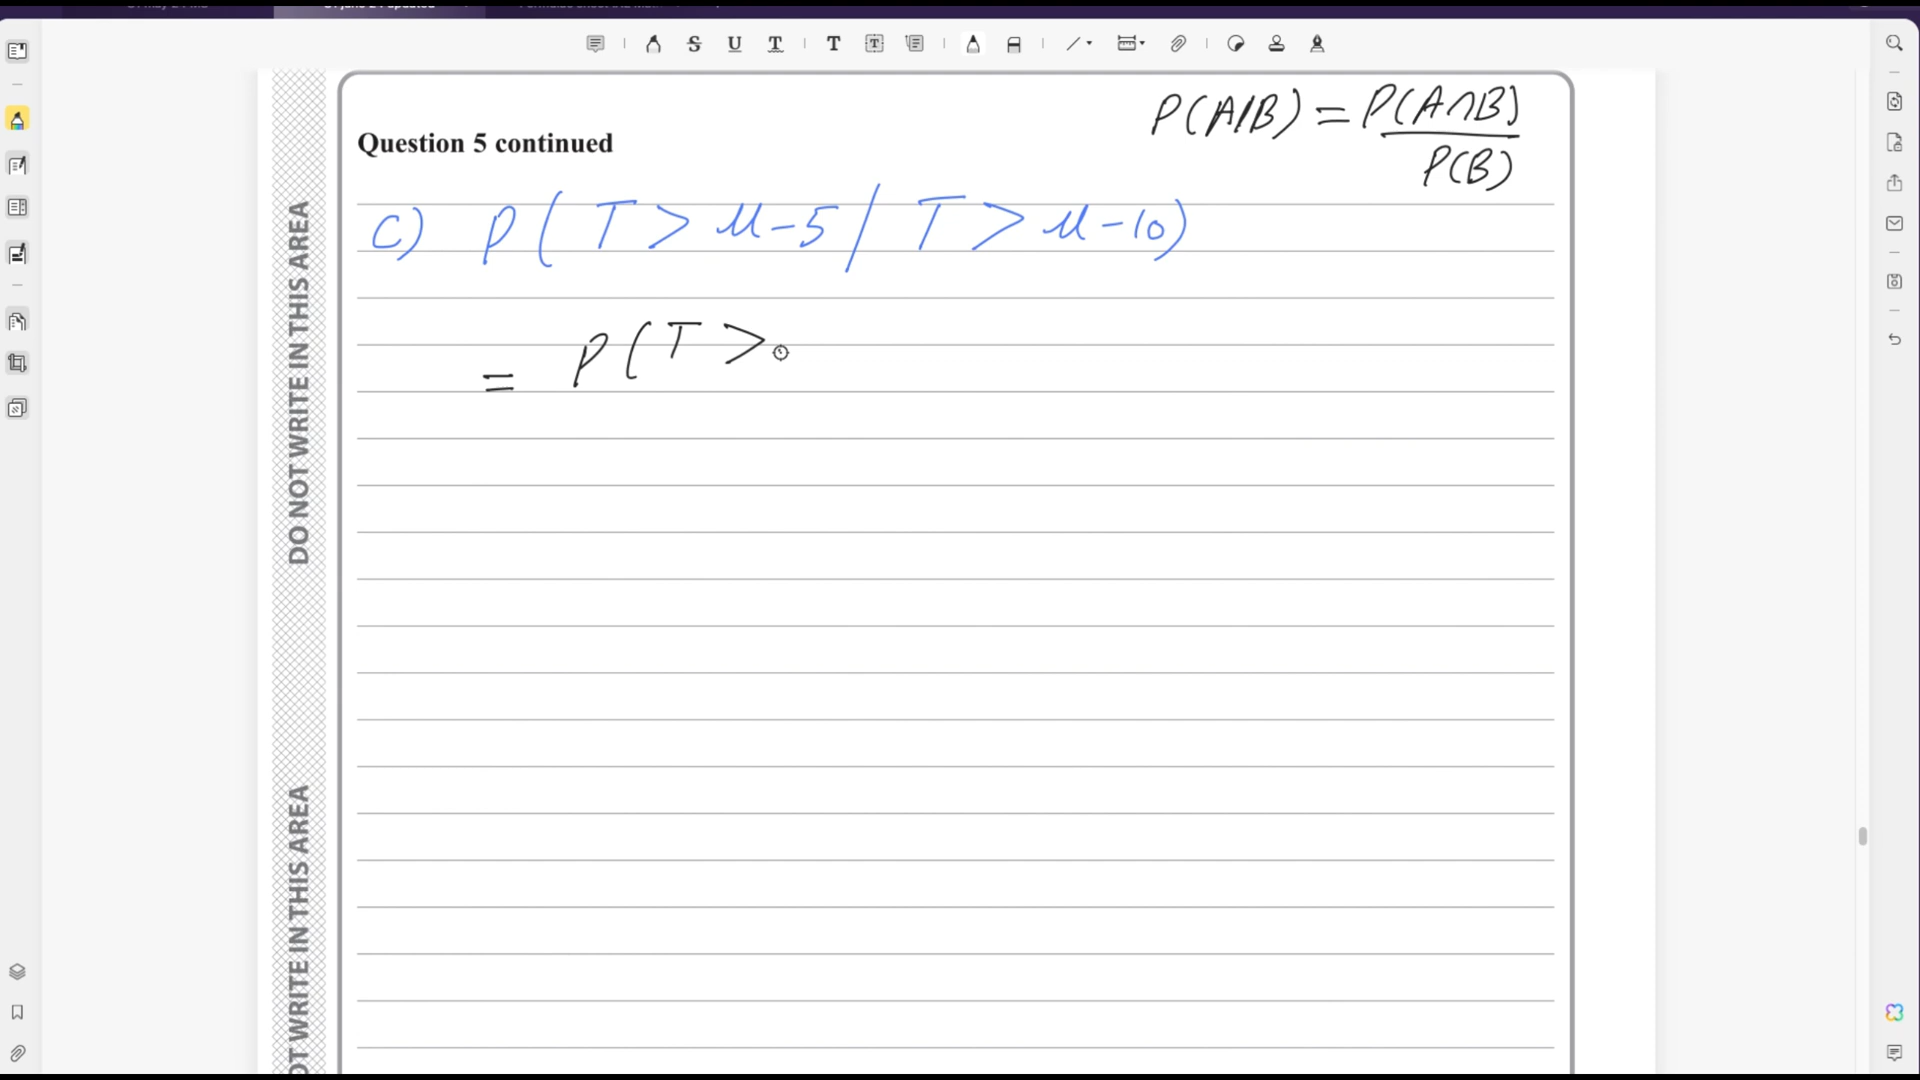 P(A/B) = P(A∩B)
P(B)
Question 5 continued
c) P( T > μ-5 / T > μ-10)
= P( T >
DO NOT WRITE IN THIS AREA
OT WRITE IN THIS AREA